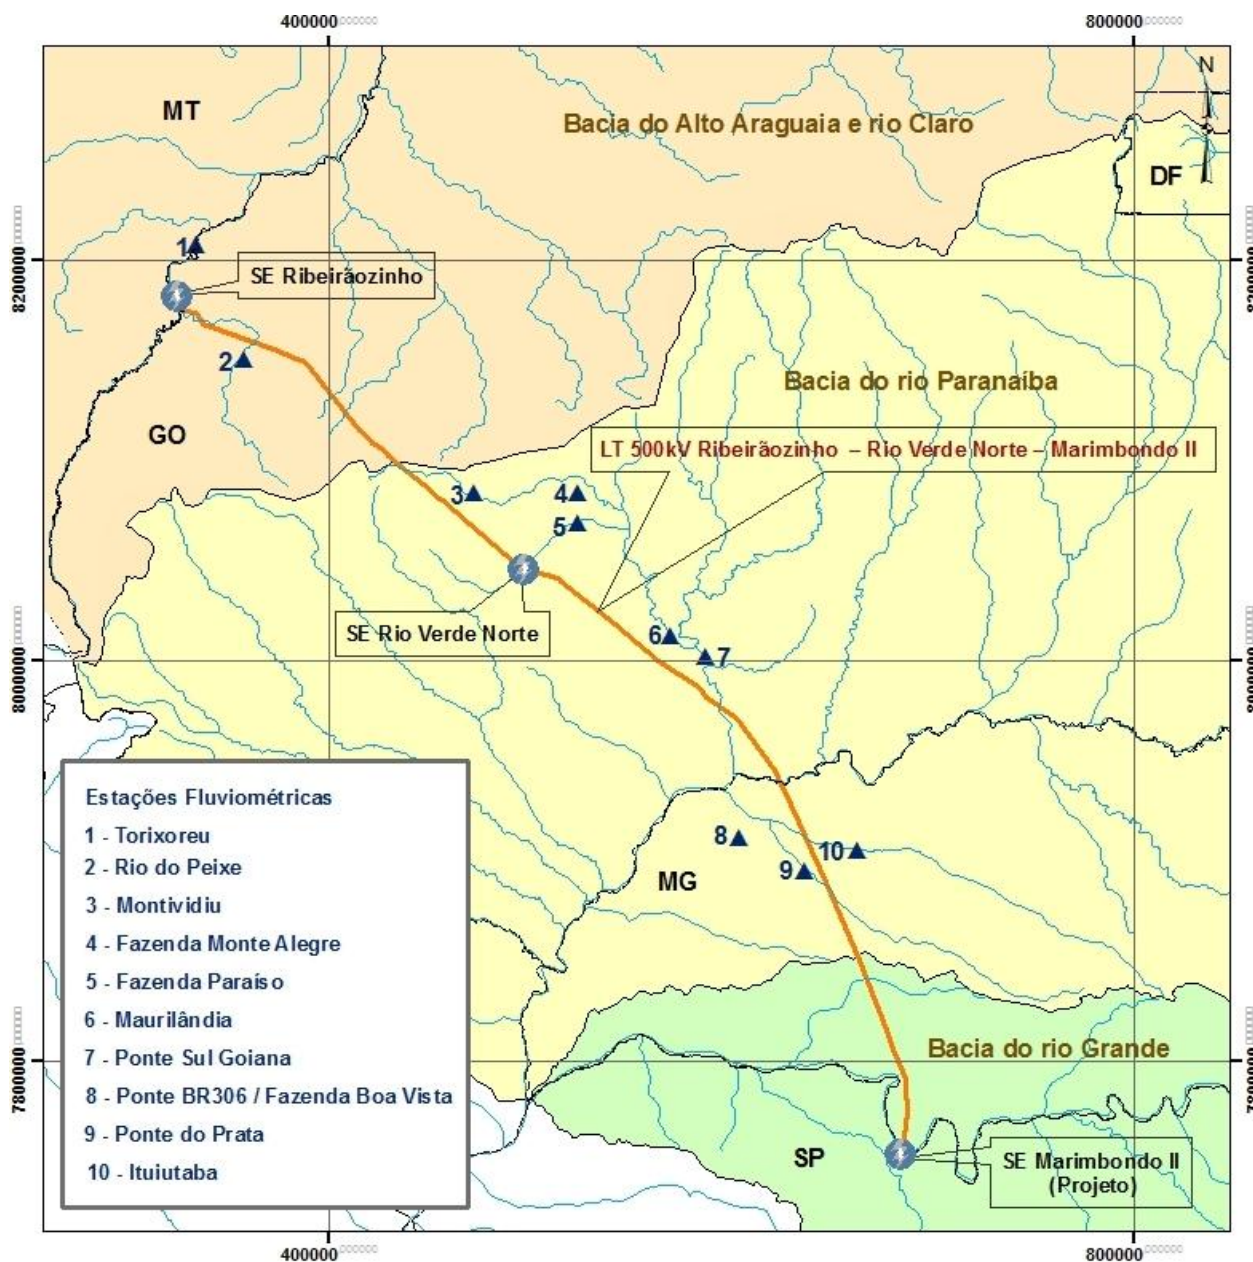 400000
800000
N
MT
Bacia do Alto Araguaia e rio Claro
DF
1
8200000
8200000
SE Ribeirãozinho
2
Bacia do rio Paranaíba
GO
LT 500kV Ribeirãozinho – Rio Verde Norte – Marimbondo II
3
4
5
SE Rio Verde Norte
6
7
8000000
8000000
Estações Fluviométricas
1 - Torixoreu
2 - Rio do Peixe
3 - Montividiu
4 - Fazenda Monte Alegre
5 - Fazenda Paraíso
6 - Maurilândia
7 - Ponte Sul Goiana
8 - Ponte BR306 / Fazenda Boa Vista
9 - Ponte do Prata
10 - Ituiutaba
8
10
9
MG
Bacia do rio Grande
7800000
7800000
SP
SE Marimbondo II
(Projeto)
400000
800000